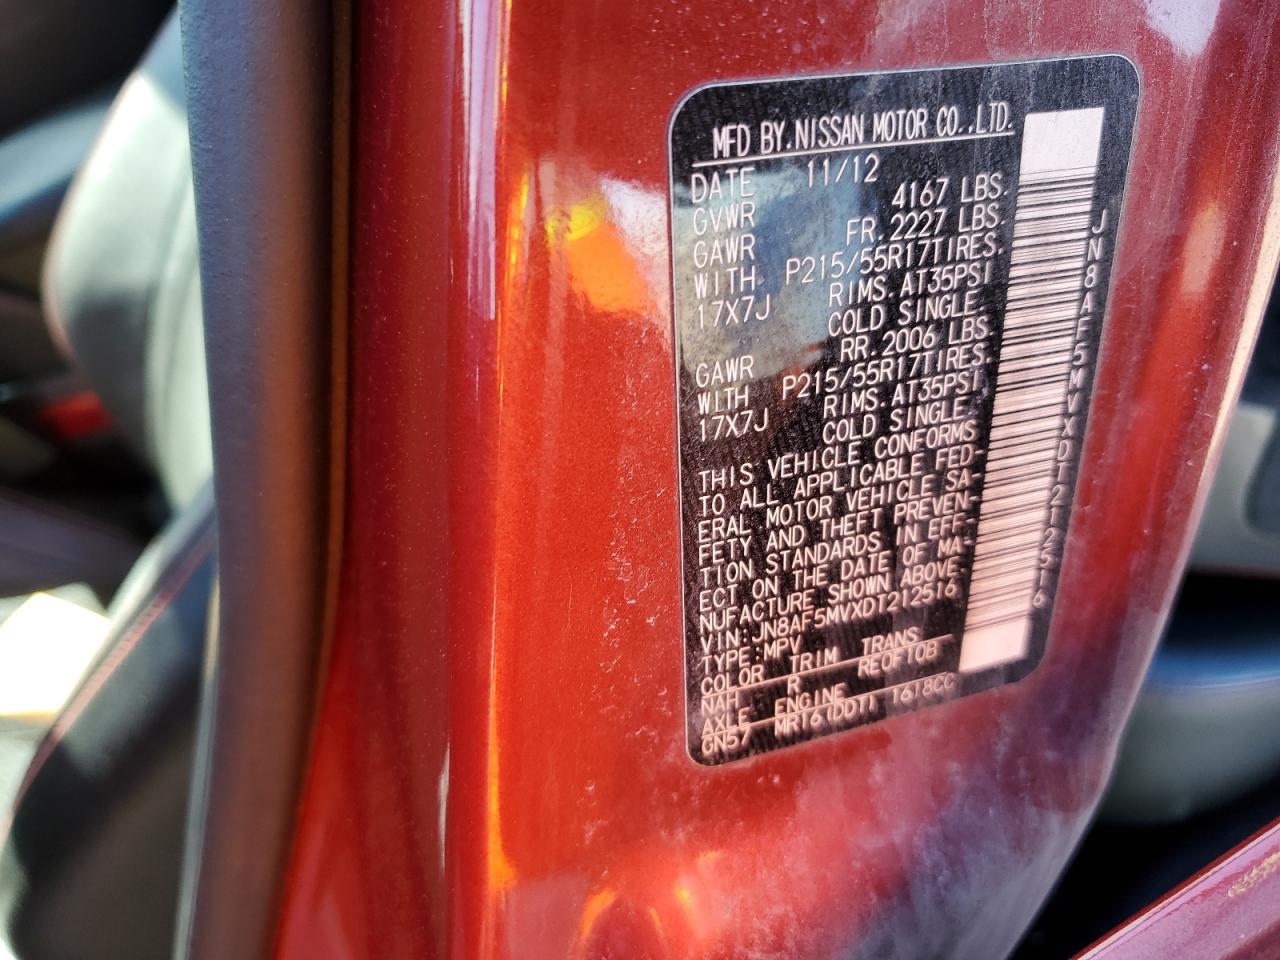 MFD BY. NISSAN MOTOR CO.,LTD.
DATE 11/12
GVWR 4167 LBS.
GAWR FR. 2227 LBS.
WITH P215/55R17TIRES.
17X7J RIMS. AT35PSI
COLD SINGLE.
GAWR RR. 2006 LBS.
WITH P215/55R17TIRES.
17X7J RIMS. AT35PSI.
COLD SINGLE.
THIS VEHICLE CONFORMS
TO ALL APPLICABLE FED-
ERAL MOTOR VEHICLE SA-
FETY AND THEFT PREVEN-
TION STANDARDS IN EFF-
ECT ON THE DATE OF MA-
NUFACTURE SHOWN ABOVE.
VIN:JN8AF5MVXDT212516
TYPE:MPV
COLOR TRIM TRANS
NAH R RE0F10B
AXLE ENGINE
GN57 MR16(DDT) 1618CC
JN8AF5MVXDT212516